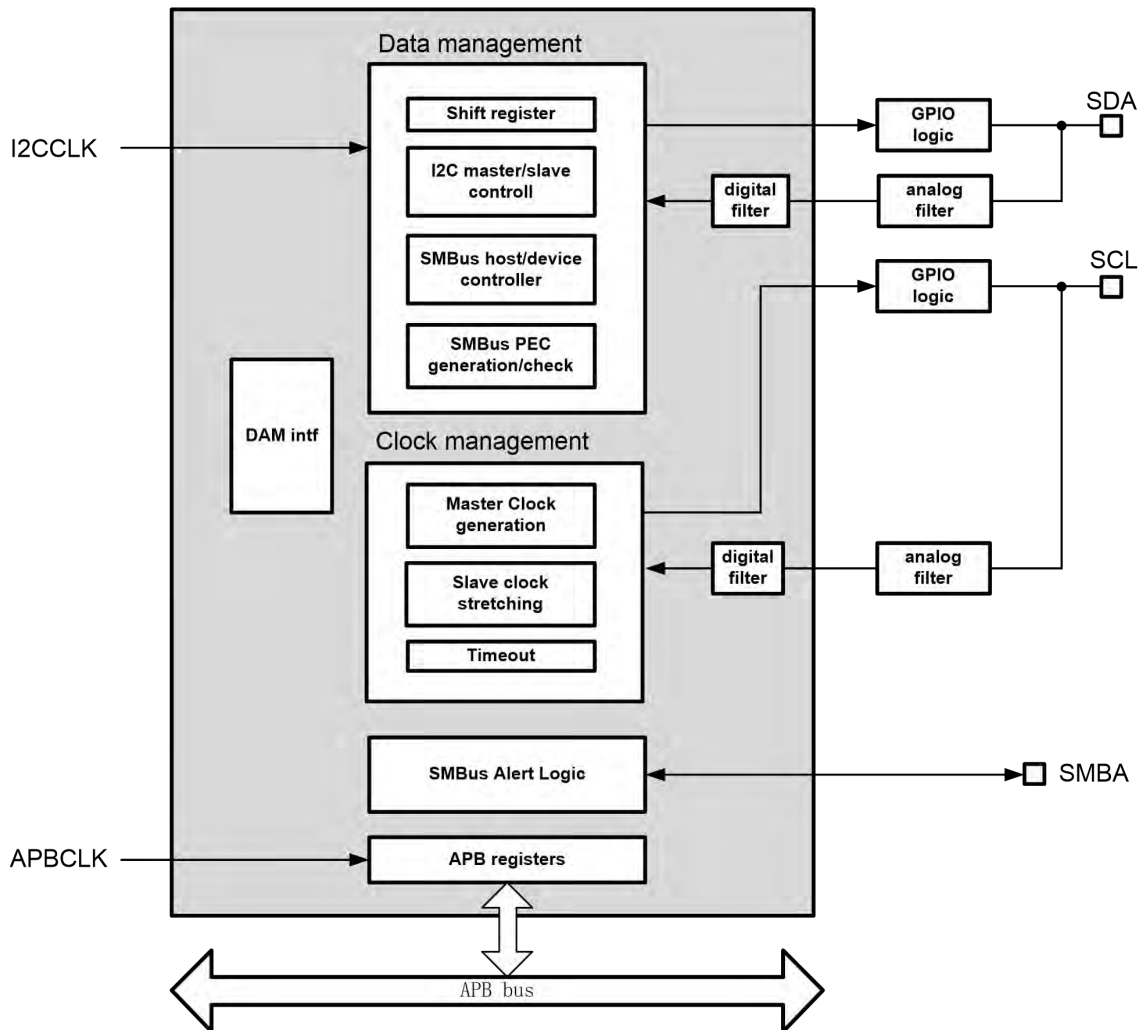 Data management
Shift register
I2C master/slave
controll
SMBus host/device
controller
SMBus PEC
generation/check
I2CCLK
GPIO
logic
SDA
digital
filter
analog
filter
GPIO
logic
SCL
DAM intf
Clock management
Master Clock
generation
Slave clock
stretching
Timeout
digital
filter
analog
filter
SMBus Alert Logic
SMBA
APBCLK
APB registers
APB bus